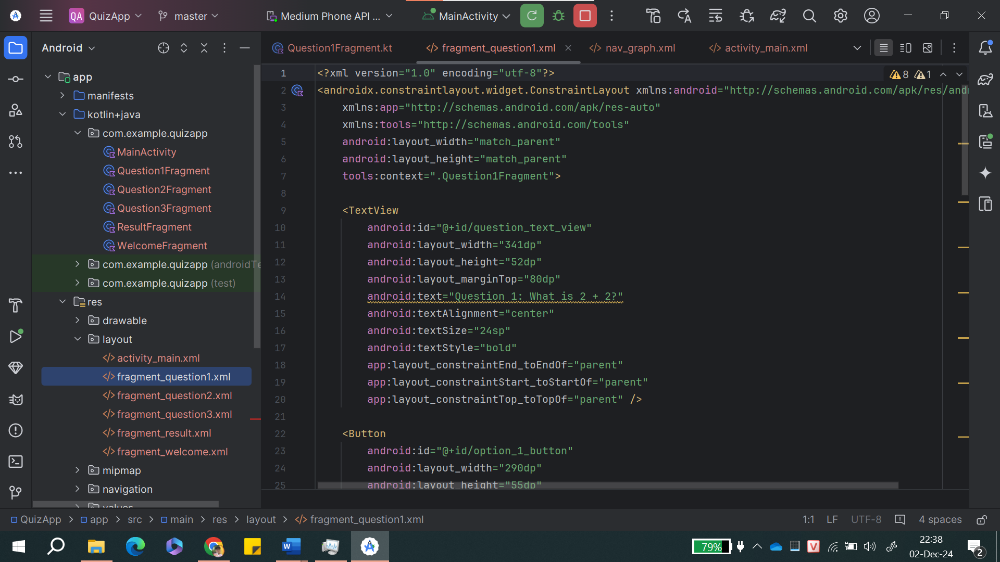 QA QuizApp
master
Medium Phone API ...
MainActivity
Android
app
manifests
kotlin+java
com.example.quizapp
MainActivity
Question1Fragment
Question2Fragment
Question3Fragment
ResultFragment
WelcomeFragment
com.example.quizapp (androidTe
com.example.quizapp (test)
res
drawable
layout
activity_main.xml
fragment_question1.xml
fragment_question2.xml
fragment_question3.xml
fragment_result.xml
fragment_welcome.xml
mipmap
navigation
values
Question1Fragment.kt
fragment_question1.xml
nav_graph.xml
activity_main.xml
8 1
1 <?xml version="1.0" encoding="utf-8"?>
2 <androidx.constraintlayout.widget.ConstraintLayout xmlns:android="http://schemas.android.com/apk/res/and
3 xmlns:app="http://schemas.android.com/apk/res-auto"
4 xmlns:tools="http://schemas.android.com/tools"
5 android:layout_width="match_parent"
6 android:layout_height="match_parent"
7 tools:context=".Question1Fragment">
8
9 <TextView
10 android:id="@+id/question_text_view"
11 android:layout_width="341dp"
12 android:layout_height="52dp"
13 android:layout_marginTop="80dp"
14 android:text="Question 1: What is 2 + 2?"
15 android:textAlignment="center"
16 android:textSize="24sp"
17 android:textStyle="bold"
18 app:layout_constraintEnd_toEndOf="parent"
19 app:layout_constraintStart_toStartOf="parent"
20 app:layout_constraintTop_toTopOf="parent" />
21
22 <Button
23 android:id="@+id/option_1_button"
24 android:layout_width="290dp"
25 android:layout_height="55dp"
QuizApp > app > src > main > res > layout > fragment_question1.xml
1:1 LF UTF-8 4 spaces
79%
22:38
02-Dec-24
2